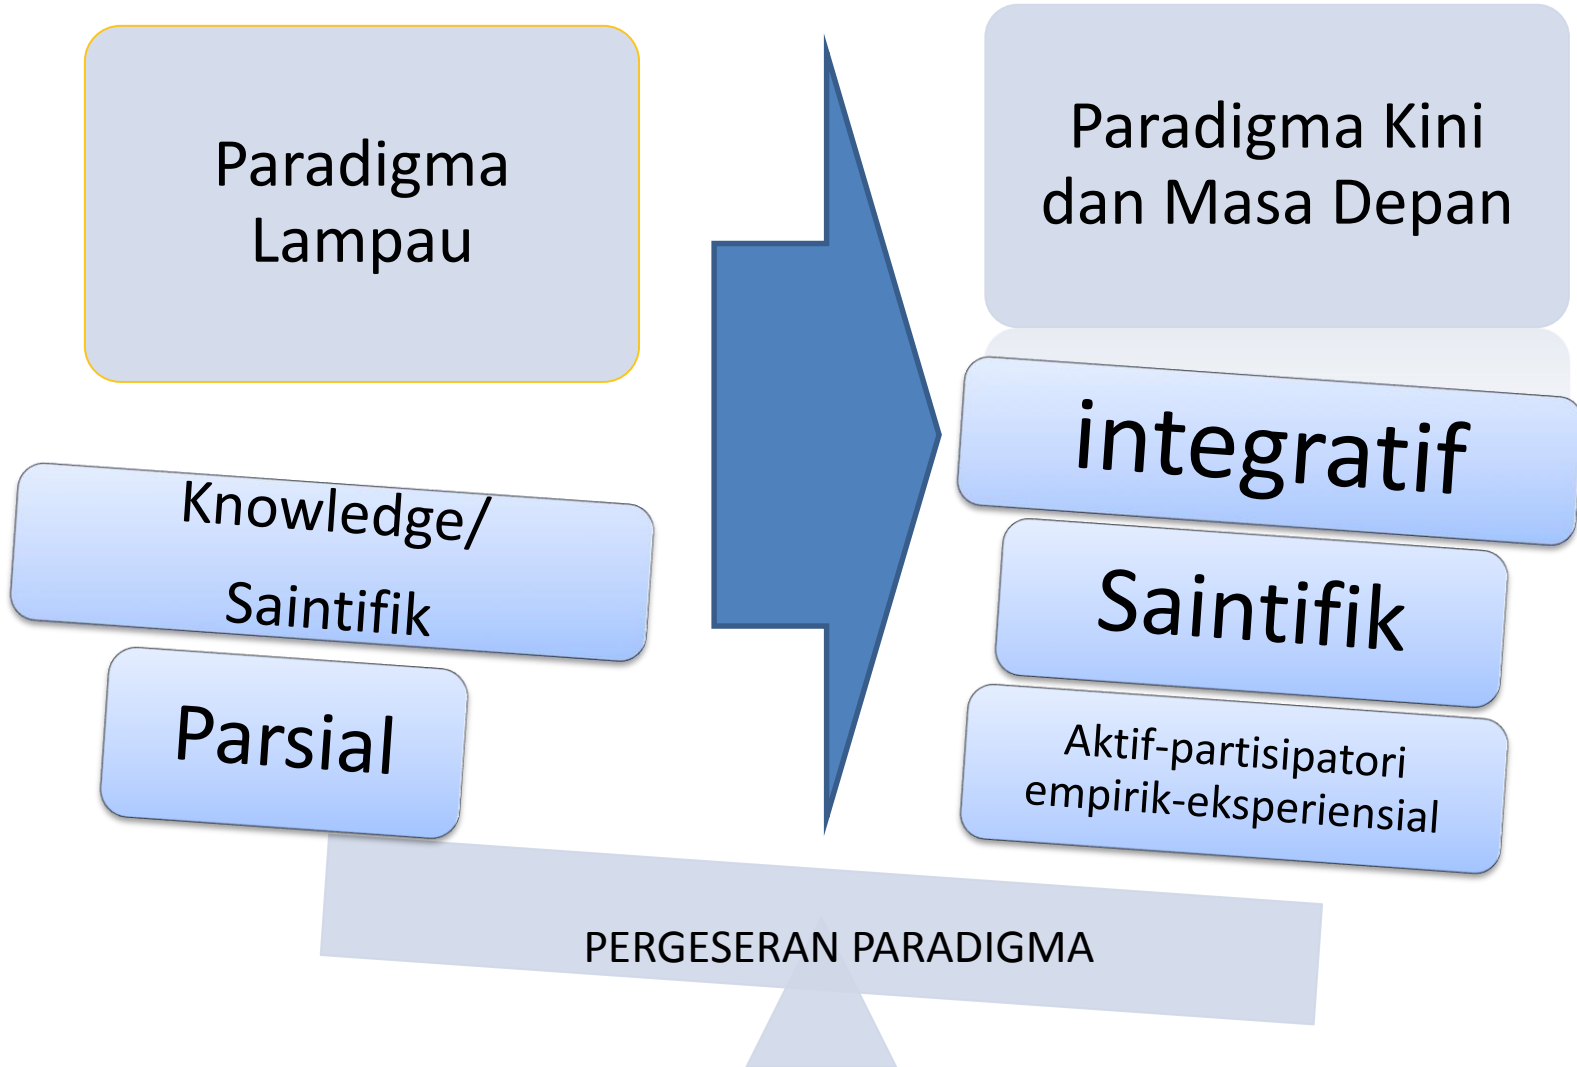 Paradigma
Lampau
Knowledge/
Saintifik
Parsial
Paradigma Kini
dan Masa Depan
integratif
Saintifik
Aktif-partisipatori
empirik-eksperiensial
PERGESERAN PARADIGMA